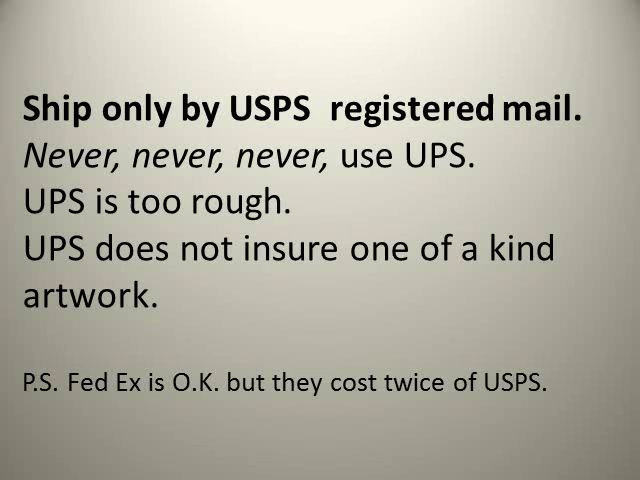 Ship only by USPS  registered mail.
Never, never, never, use UPS.
UPS is too rough.
UPS does not insure one of a kind
artwork.
P.S. Fed Ex is O.K. but they cost twice of USPS.